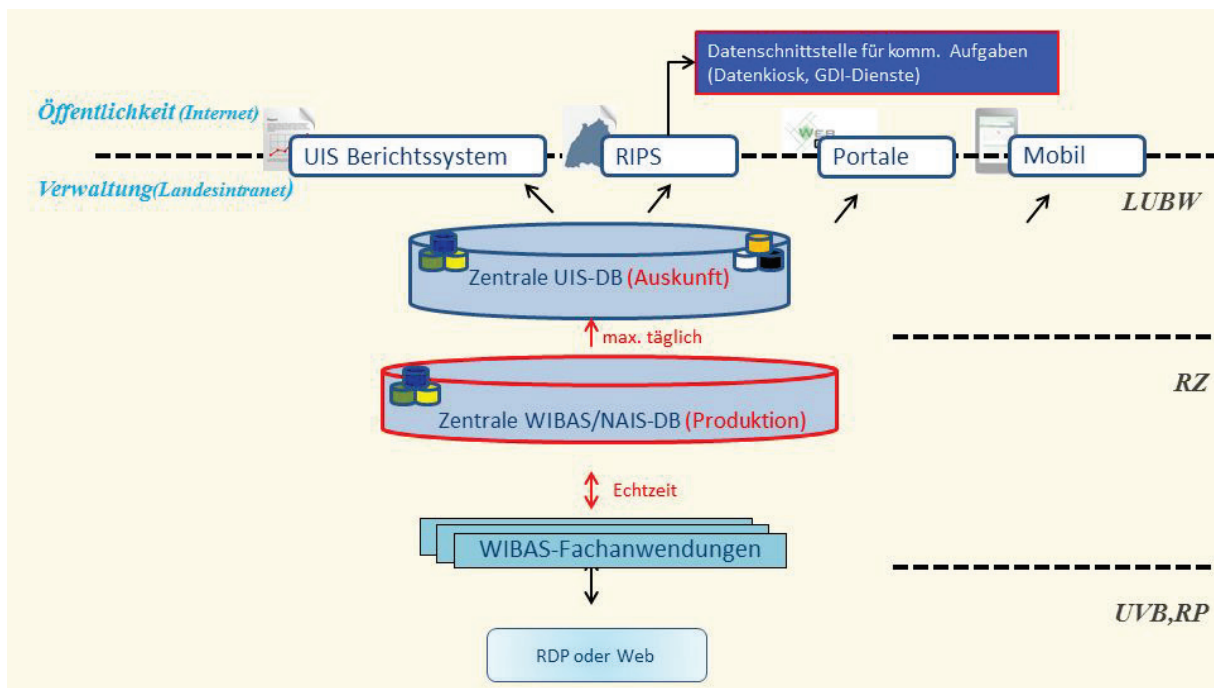 Datenschnittstelle für komm. Aufgaben
(Datenkiosk, GDI-Dienste)
Öffentlichkeit (Internet)
WEB
UIS Berichtssystem
RIPS
Portale
Mobil
Verwaltung(Landesintranet)
LUBW
Zentrale UIS-DB (Auskunft)
max. täglich
RZ
Zentrale WIBAS/NAIS-DB (Produktion)
Echtzeit
WIBAS-Fachanwendungen
UVB,RP
RDP oder Web